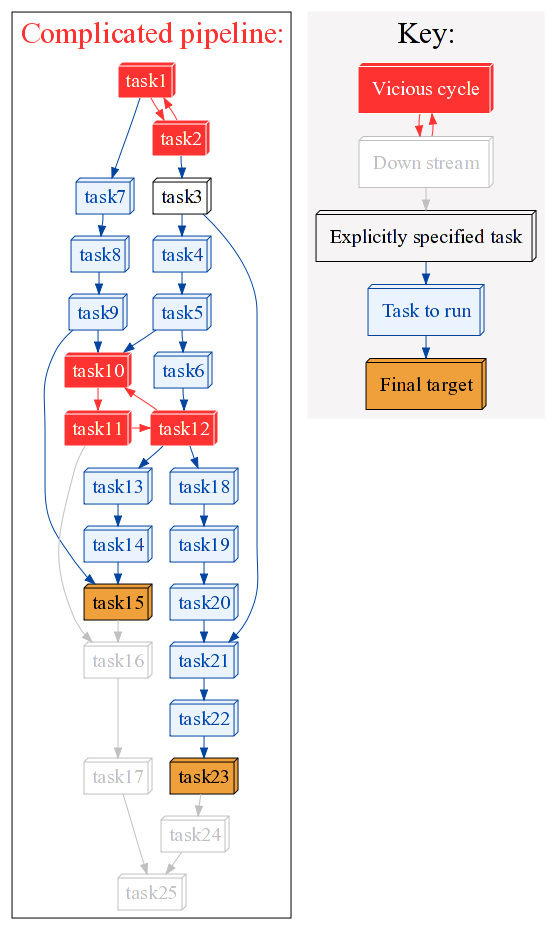 Complicated pipeline:
task1
task2
task7
task3
task8
task4
task9
task5
task10
task6
task11
task12
task13
task18
task14
task19
task15
task20
task16
task21
task22
task17
task23
task24
task25
Key:
Vicious cycle
Down stream
Explicitly specified task
Task to run
Final target